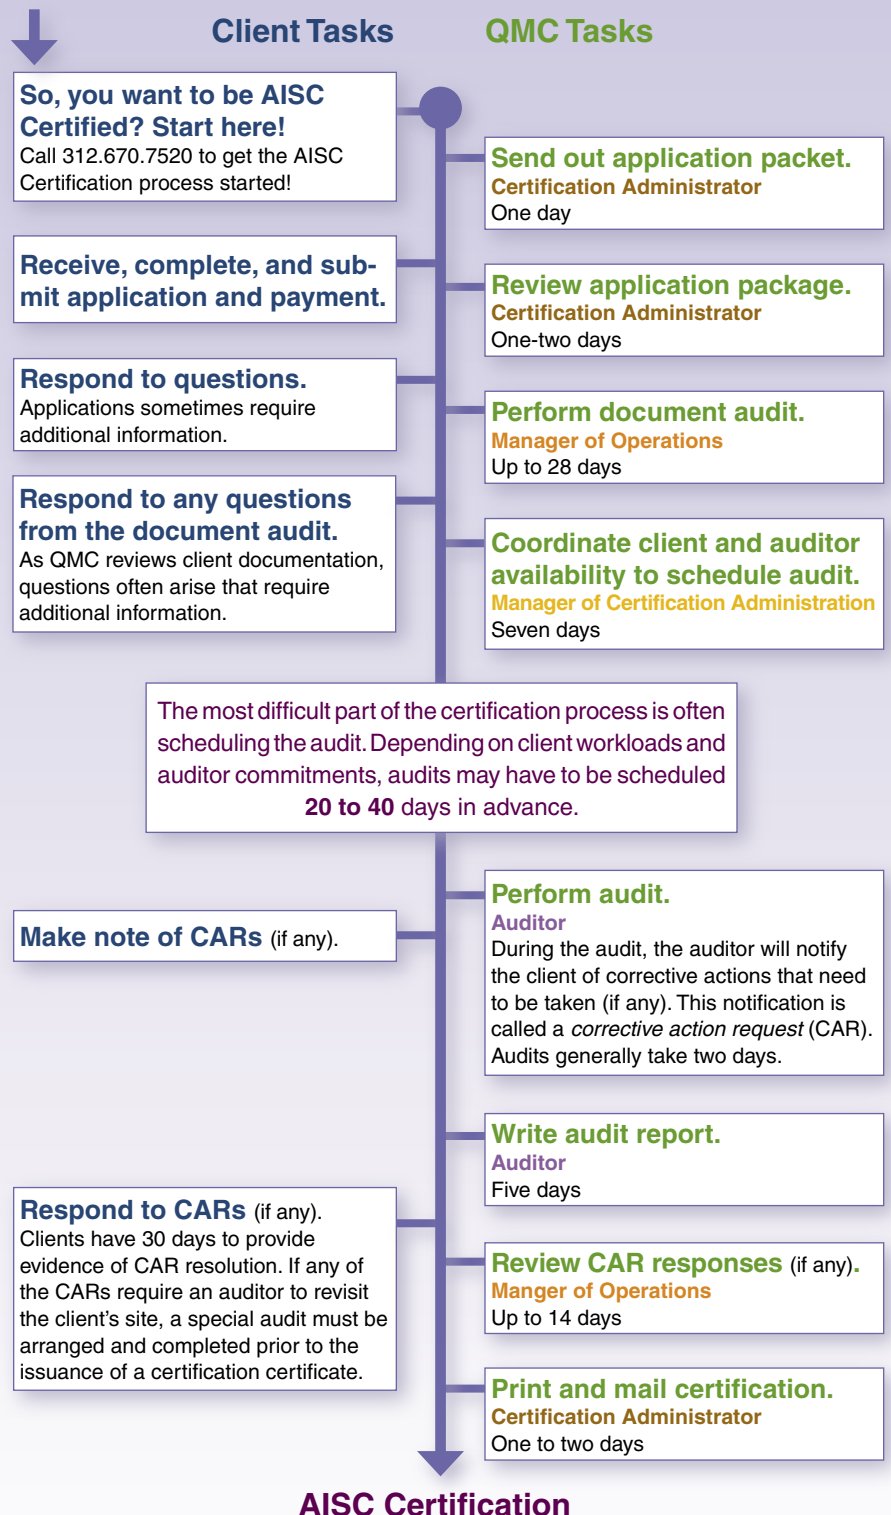 Client Tasks
QMC Tasks
So, you want to be AISC
Certified? Start here!
Call 312.670.7520 to get the AISC
Certification process started!
Send out application packet.
Certification Administrator
One day
Receive, complete, and sub-
mit application and payment.
Review application package.
Certification Administrator
One-two days
Respond to questions.
Applications sometimes require
additional information.
Perform document audit.
Manager of Operations
Up to 28 days
Respond to any questions
from the document audit.
As QMC reviews client documentation,
questions often arise that require
additional information.
Coordinate client and auditor
availability to schedule audit.
Manager of Certification Administration
Seven days
The most difficult part of the certification process is often
scheduling the audit. Depending on client workloads and
auditor commitments, audits may have to be scheduled
20 to 40 days in advance.
Perform audit.
Auditor
During the audit, the auditor will notify
the client of corrective actions that need
to be taken (if any). This notification is
called a corrective action request (CAR).
Audits generally take two days.
Make note of CARs (if any).
Write audit report.
Auditor
Five days
Respond to CARs (if any).
Clients have 30 days to provide
evidence of CAR resolution. If any of
the CARs require an auditor to revisit
the client's site, a special audit must be
arranged and completed prior to the
issuance of a certification certificate.
Review CAR responses (if any).
Manger of Operations
Up to 14 days
Print and mail certification.
Certification Administrator
One to two days
AISC Certification